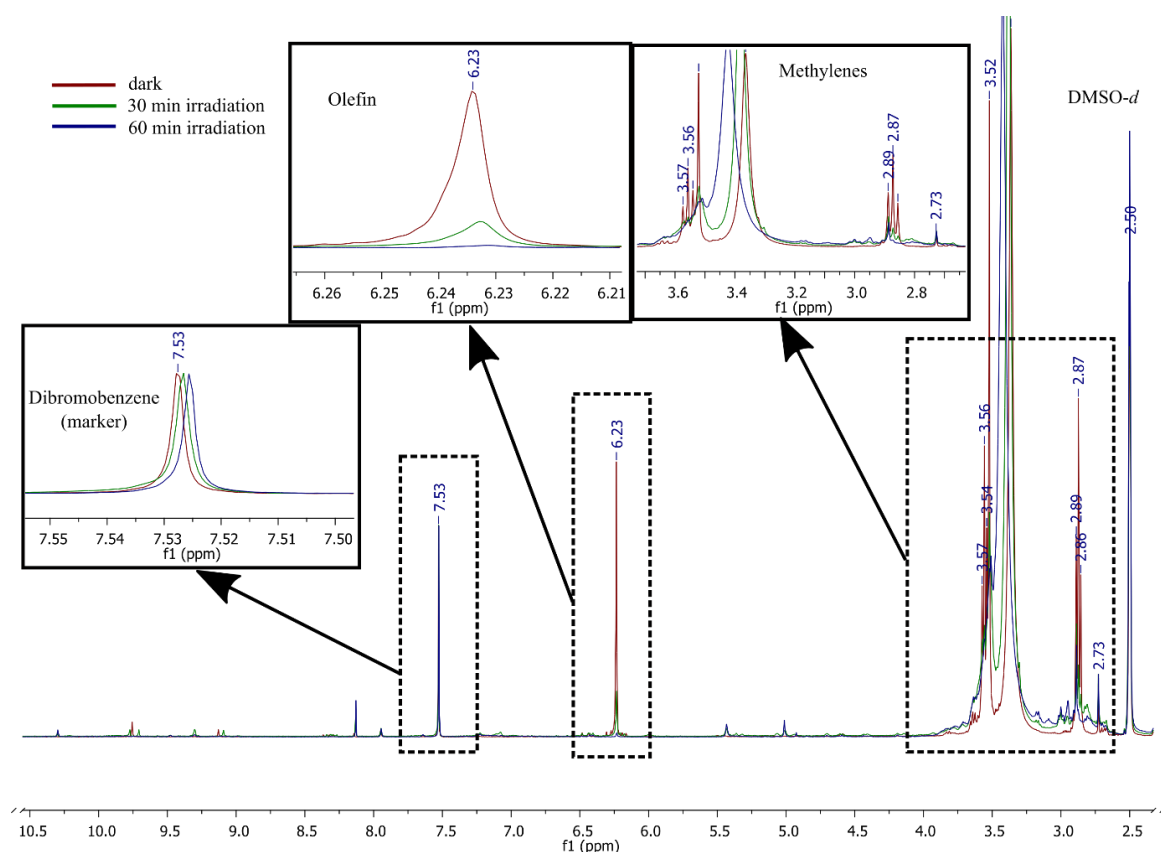 dark
30 min irradiation
60 min irradiation
Olefin
6.23
6.26 6.25 6.24 6.23 6.22 6.21
f1 (ppm)
Methylenes
3.57
3.56
2.89
2.87
2.73
3.6 3.4 3.2 3.0 2.8
f1 (ppm)
DMSO-d
Dibromobenzene
(marker)
7.53
7.55 7.54 7.53 7.52 7.51 7.50
f1 (ppm)
7.53
6.23
3.57
3.56
3.54
3.52
2.89
2.87
2.86
2.73
2.50
10.5 10.0 9.5 9.0 8.5 8.0 7.5 7.0 6.5 6.0 5.5 5.0 4.5 4.0 3.5 3.0 2.5
f1 (ppm)